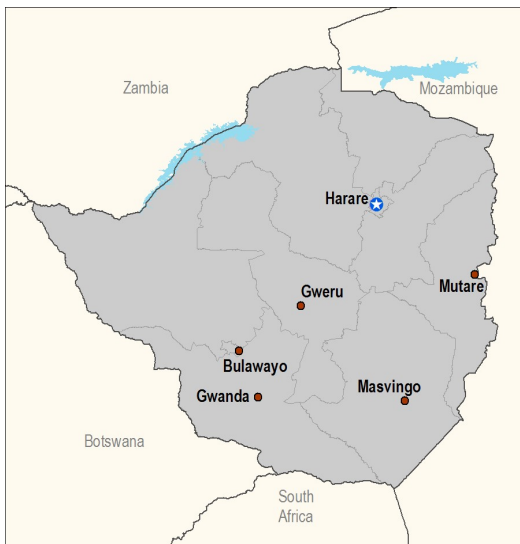 Zambia
Mozambique
Harare
Mutare
Gweru
Bulawayo
Masvingo
Gwanda
Botswana
South
Africa